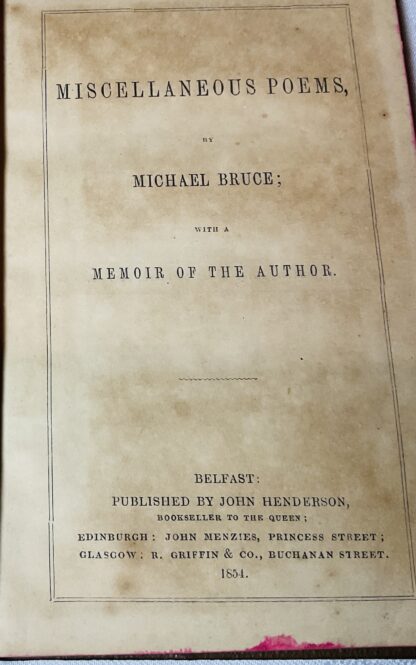 MISCELLANEOUS POEMS,
BY
MICHAEL BRUCE;
WITH A
MEMOIR OF THE AUTHOR.
BELFAST:
PUBLISHED BY JOHN HENDERSON,
BOOKSELLER TO THE QUEEN;
EDINBURGH: JOHN MENZIES, PRINCESS STREET;
GLASGOW: R. GRIFFIN & CO., BUCHANAN STREET.
1854.